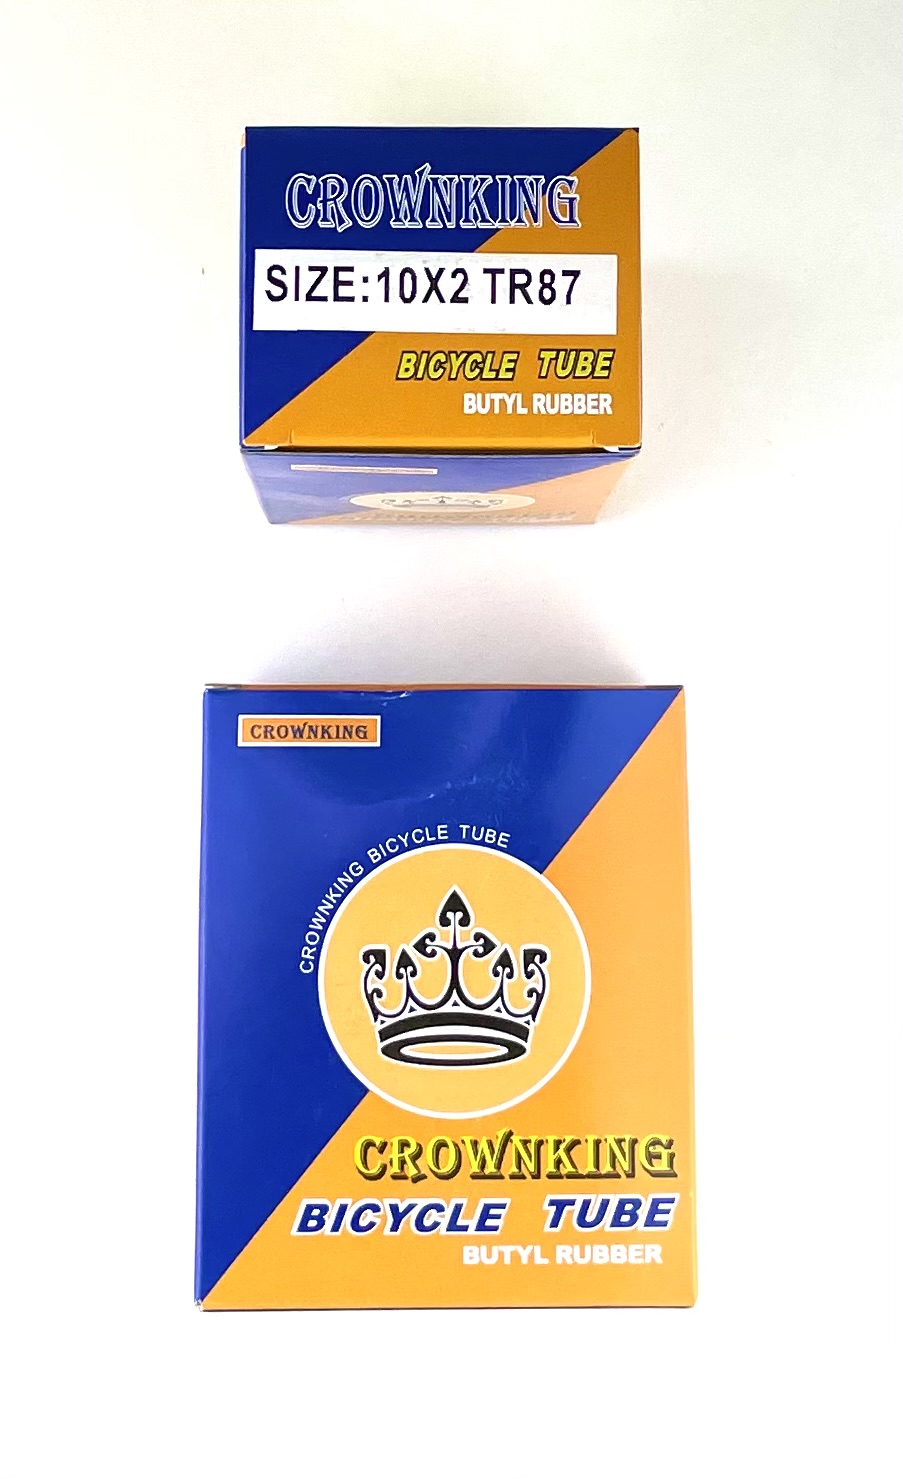 CROWNKING
SIZE:10X2 TR87
BICYCLE TUBE
BUTYL RUBBER
CROWNKING
CROWNKING BICYCLE TUBE
CROWNKING
BICYCLE TUBE
BUTYL RUBBER